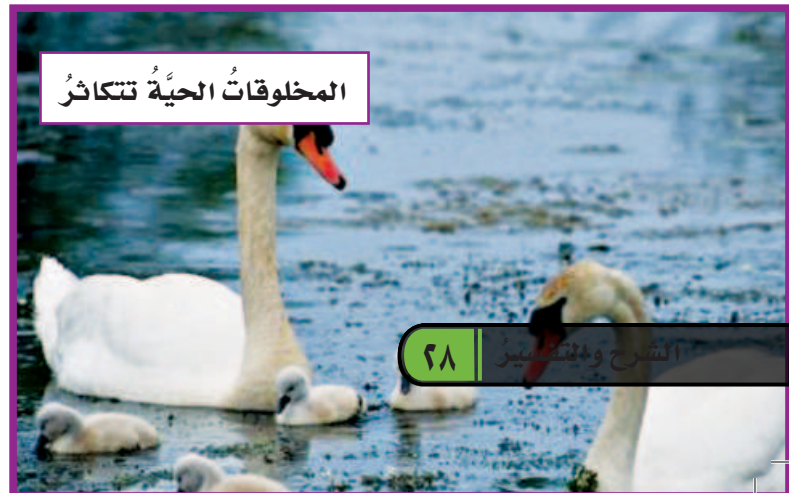 المخلوقاتُ الحيَّةُ تتكاثرُ
الشرح والتفسيرُ ٢٨